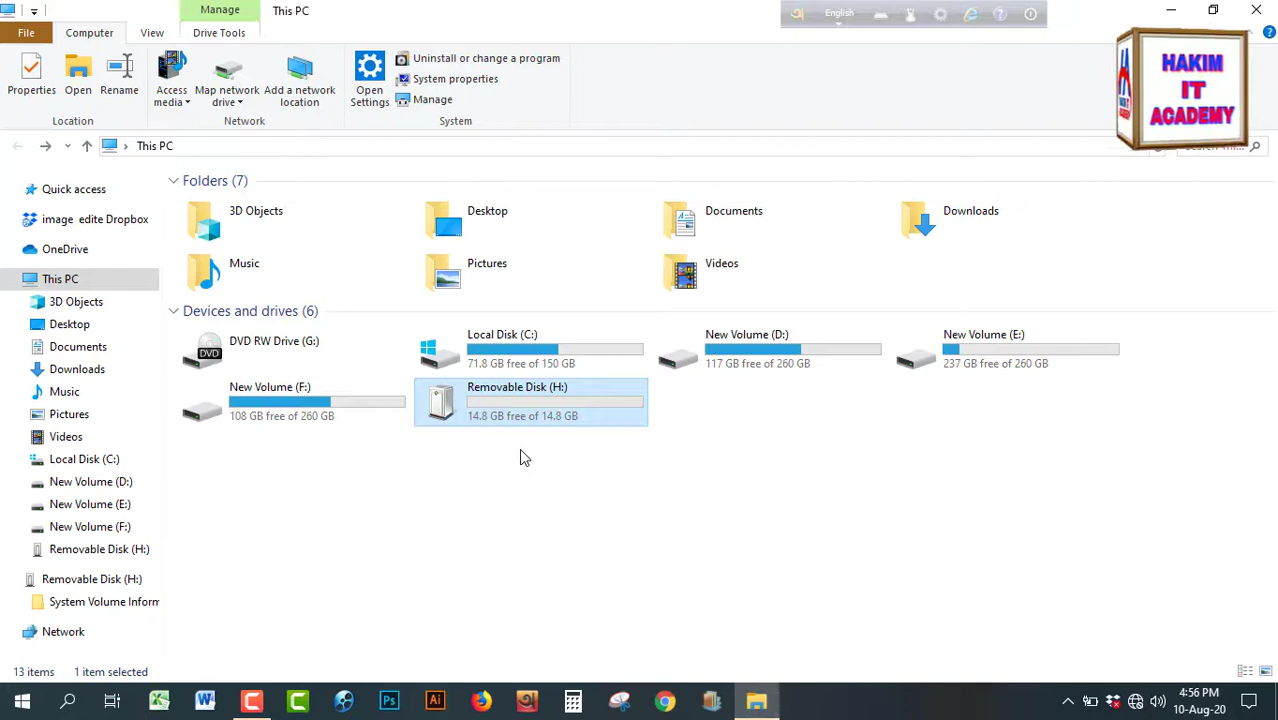 Manage
This PC
অ English
File
Computer
View
Drive Tools
Properties
Open
Rename
Location
Access media
Map network drive
Add a network location
Network
Open Settings
Uninstall or change a program
System properties
Manage
System
HAKIM
IT
ACADEMY
This PC
Quick access
image edite Dropbox
OneDrive
This PC
3D Objects
Desktop
Documents
Downloads
Music
Pictures
Videos
Local Disk (C:)
New Volume (D:)
New Volume (E:)
New Volume (F:)
Removable Disk (H:)
Removable Disk (H:)
System Volume Inform
Network
Folders (7)
3D Objects
Desktop
Documents
Downloads
Music
Pictures
Videos
Devices and drives (6)
DVD RW Drive (G:)
DVD
Local Disk (C:)
71.8 GB free of 150 GB
New Volume (D:)
117 GB free of 260 GB
New Volume (E:)
237 GB free of 260 GB
New Volume (F:)
108 GB free of 260 GB
Removable Disk (H:)
14.8 GB free of 14.8 GB
13 items
1 item selected
Ps
Ai
4:56 PM
10-Aug-20